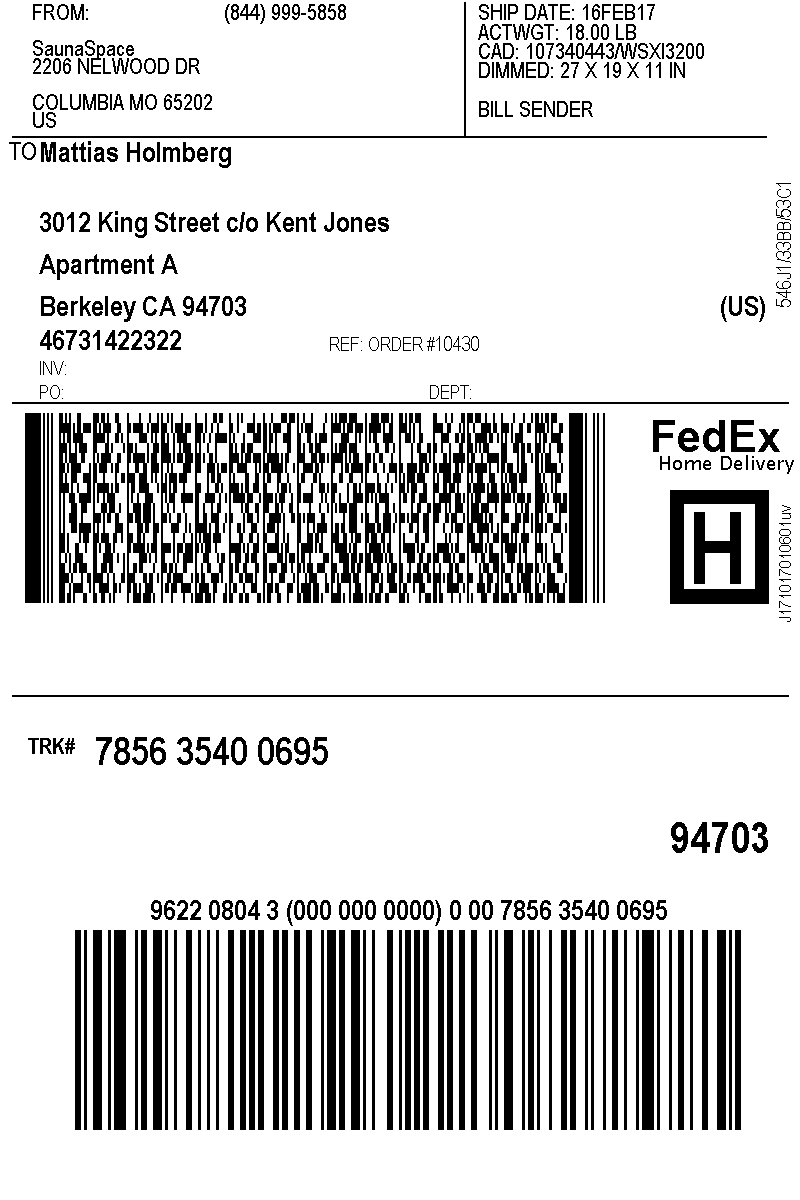 FROM: (844) 999-5858
SaunaSpace
2206 NELWOOD DR
COLUMBIA MO 65202
US
SHIP DATE: 16FEB17
ACTWGT: 18.00 LB
CAD: 107340443/WSXI3200
DIMMED: 27 X 19 X 11 IN
BILL SENDER
TO Mattias Holmberg
3012 King Street c/o Kent Jones
Apartment A
Berkeley CA 94703 (US)
46731422322 REF: ORDER #10430
INV:
PO: DEPT:
546J1/33BB/53C1
FedEx
Home Delivery
H
J171017010601uv
TRK# 7856 3540 0695
94703
9622 0804 3 (000 000 0000) 0 00 7856 3540 0695